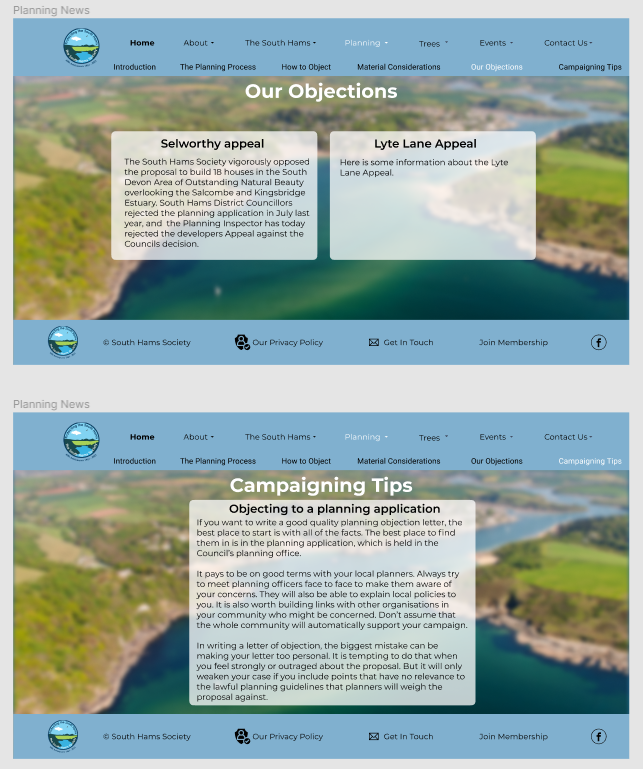 Planning News
Home About The South Hams Planning Trees Events Contact Us
Introduction The Planning Process How to Object Material Considerations Our Objections Campaigning Tips
Our Objections
Selworthy appeal
The South Hams Society vigorously opposed
the proposal to build 18 houses in the South
Devon Area of Outstanding Natural Beauty
overlooking the Salcombe and Kingsbridge
Estuary. South Hams District Councillors
rejected the planning application in July last
year, and the Planning Inspector has today
rejected the developers Appeal against the
Councils decision.
Lyte Lane Appeal
Here is some information about the Lyte
Lane Appeal.
© South Hams Society Our Privacy Policy Get In Touch Join Membership
Planning News
Home About The South Hams Planning Trees Events Contact Us
Introduction The Planning Process How to Object Material Considerations Our Objections Campaigning Tips
Campaigning Tips
Objecting to a planning application
If you want to write a good quality planning objection letter, the
best place to start is with all of the facts. The best place to find
them in is in the planning application, which is held in the
Council's planning office.
It pays to be on good terms with your local planners. Always try
to meet planning officers face to face to make them aware of
your concerns. They will also be able to explain local policies to
you. It is also worth building links with other organisations in
your community who might be concerned. Don't assume that
the whole community will automatically support your campaign.
In writing a letter of objection, the biggest mistake can be
making your letter too personal. It is tempting to do that when
you feel strongly or outraged about the proposal. But it will only
weaken your case if you include points that have no relevance to
the lawful planning guidelines that planners will weigh the
proposal against.
© South Hams Society Our Privacy Policy Get In Touch Join Membership